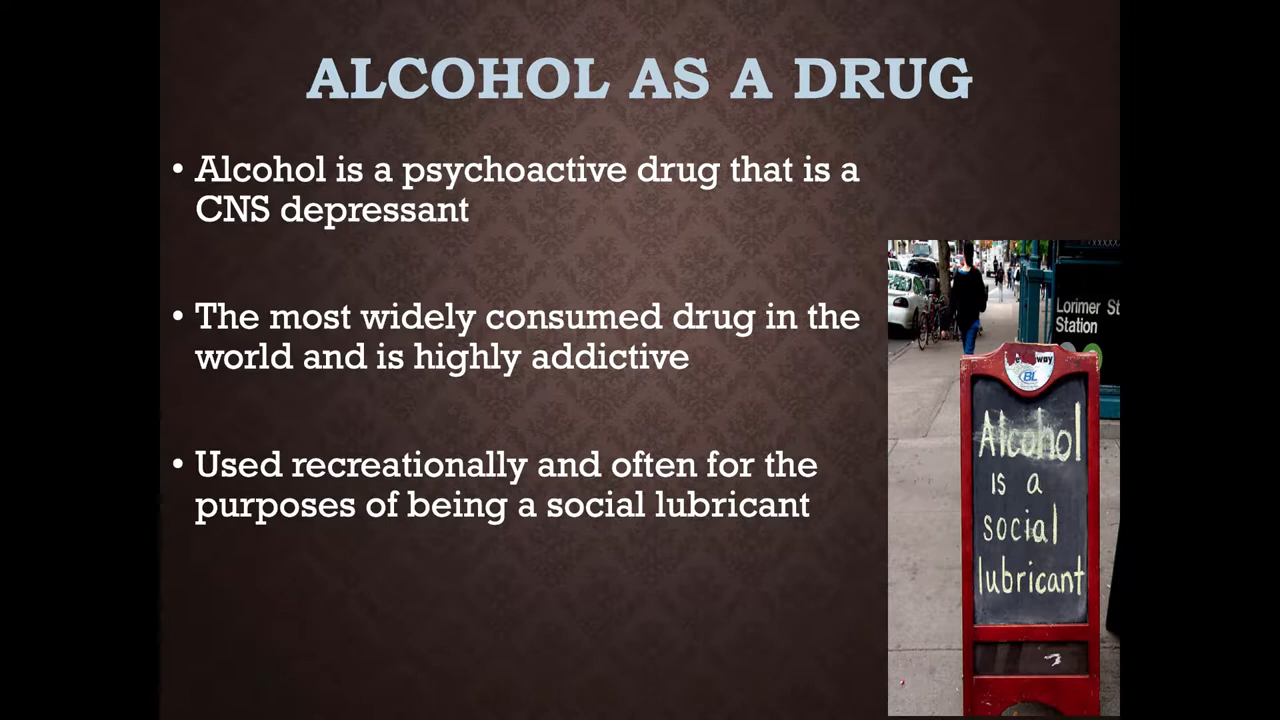 ALCOHOL AS A DRUG
• Alcohol is a psychoactive drug that is a
CNS depressant
• The most widely consumed drug in the
world and is highly addictive
• Used recreationally and often for the
purposes of being a social lubricant
Lorimer St
Station
BL
Alcohol
is a
social
lubricant